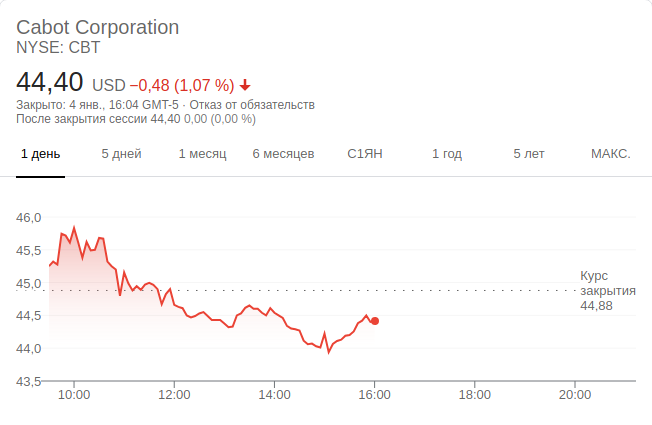 Cabot Corporation
NYSE: CBT
44,40 USD −0,48 (1,07 %)
Закрыто: 4 янв., 16:04 GMT-5 · Отказ от обязательств
После закрытия сессии 44,40 0,00 (0,00 %)
1 день 5 дней 1 месяц 6 месяцев С1ЯН 1 год 5 лет МАКС.
46,0
45,5
45,0
44,5
44,0
43,5
Курс
закрытия
44,88
10:00 12:00 14:00 16:00 18:00 20:00